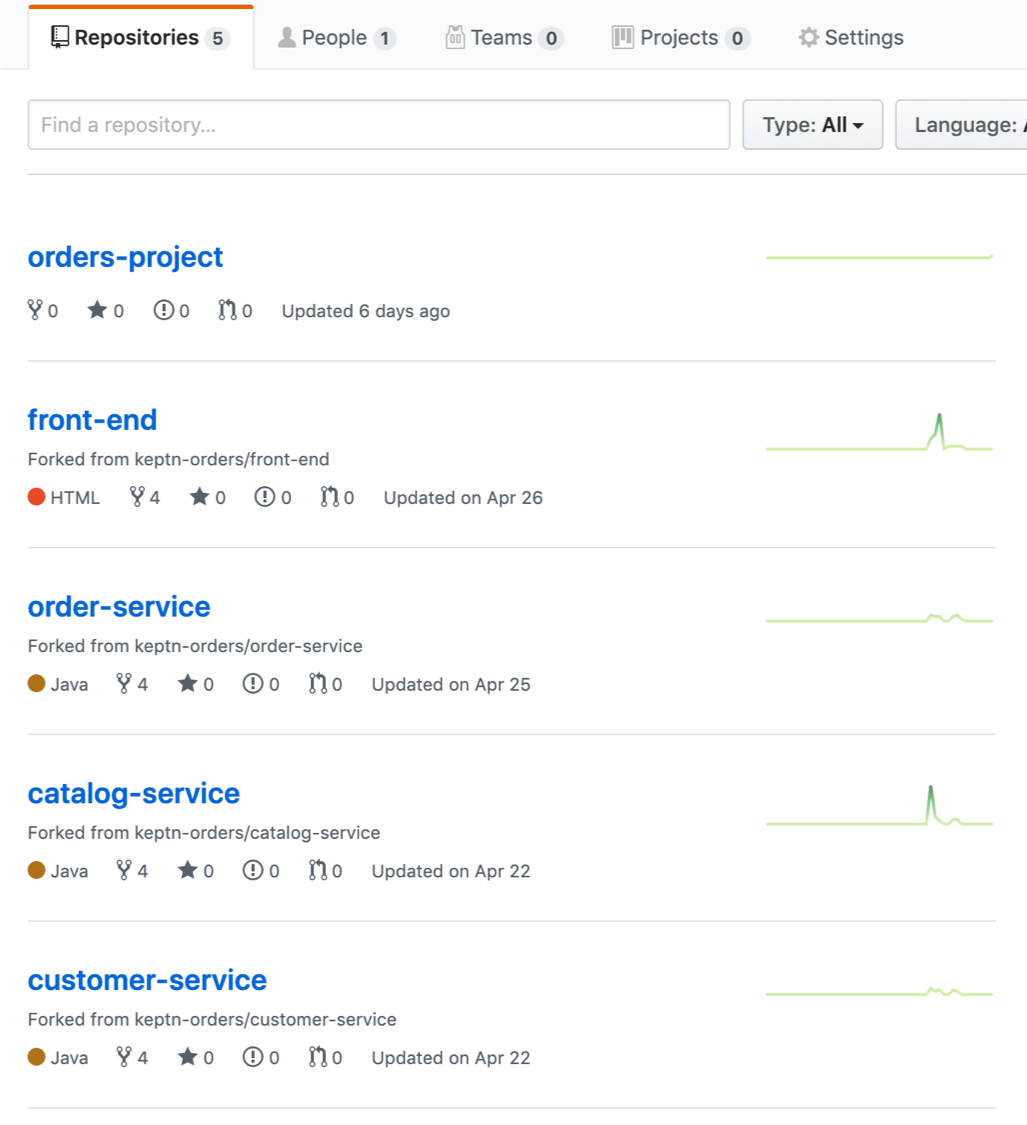 Repositories 5 People 1 Teams 0 Projects 0 Settings
Find a repository... Type: All Language:
orders-project
0 0 0 0 Updated 6 days ago
front-end
Forked from keptn-orders/front-end
HTML 4 0 0 0 Updated on Apr 26
order-service
Forked from keptn-orders/order-service
Java 4 0 0 0 Updated on Apr 25
catalog-service
Forked from keptn-orders/catalog-service
Java 4 0 0 0 Updated on Apr 22
customer-service
Forked from keptn-orders/customer-service
Java 4 0 0 0 Updated on Apr 22